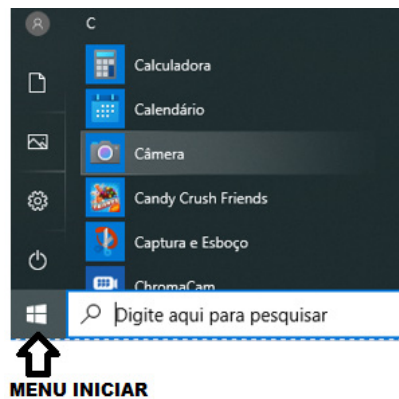 C
Calculadora
Calendário
Câmera
Candy Crush Friends
Captura e Esboço
ChromaCam
Digite aqui para pesquisar
MENU INICIAR